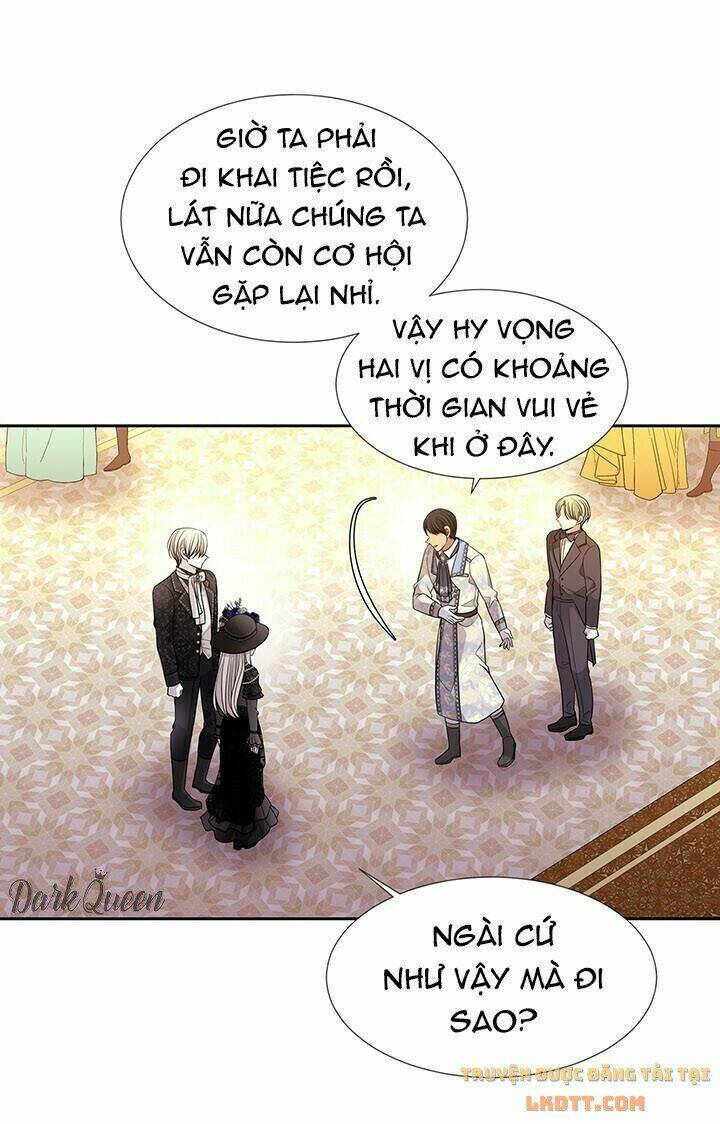 GIỜ TA PHẢI
ĐI KHAI TIỆC RỒI,
LÁT NỮA CHÚNG TA
VẪN CÒN CƠ HỘI
GẶP LẠI NHỈ.
VẬY HY VỌNG
HAI VỊ CÓ KHOẢNG
THỜI GIAN VUI VẺ
KHI Ở ĐÂY.
DarkQueen
NGÀI CỨ
NHƯ VẬY MÀ ĐI
SAO?
TRUYỆN ĐƯỢC ĐĂNG TẢI TẠI
LKDTT.COM